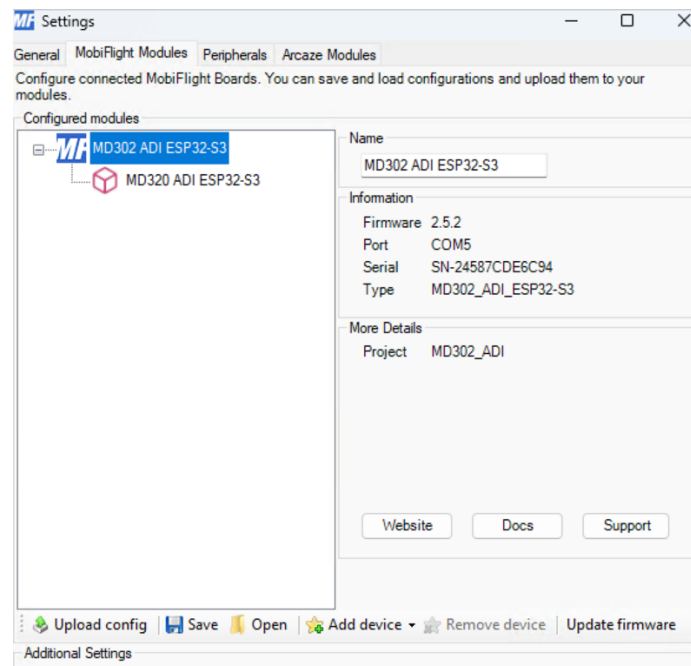 MF Settings
General MobiFlight Modules Peripherals Arcaze Modules
Configure connected MobiFlight Boards. You can save and load configurations and upload them to your
modules.
Configured modules
MF MD302 ADI ESP32-S3
MD320 ADI ESP32-S3
Name
MD302 ADI ESP32-S3
Information
Firmware 2.5.2
Port COM5
Serial SN-24587CDE6C94
Type MD302_ADI_ESP32-S3
More Details
Project MD302_ADI
Website Docs Support
Upload config Save Open Add device Remove device Update firmware
Additional Settings